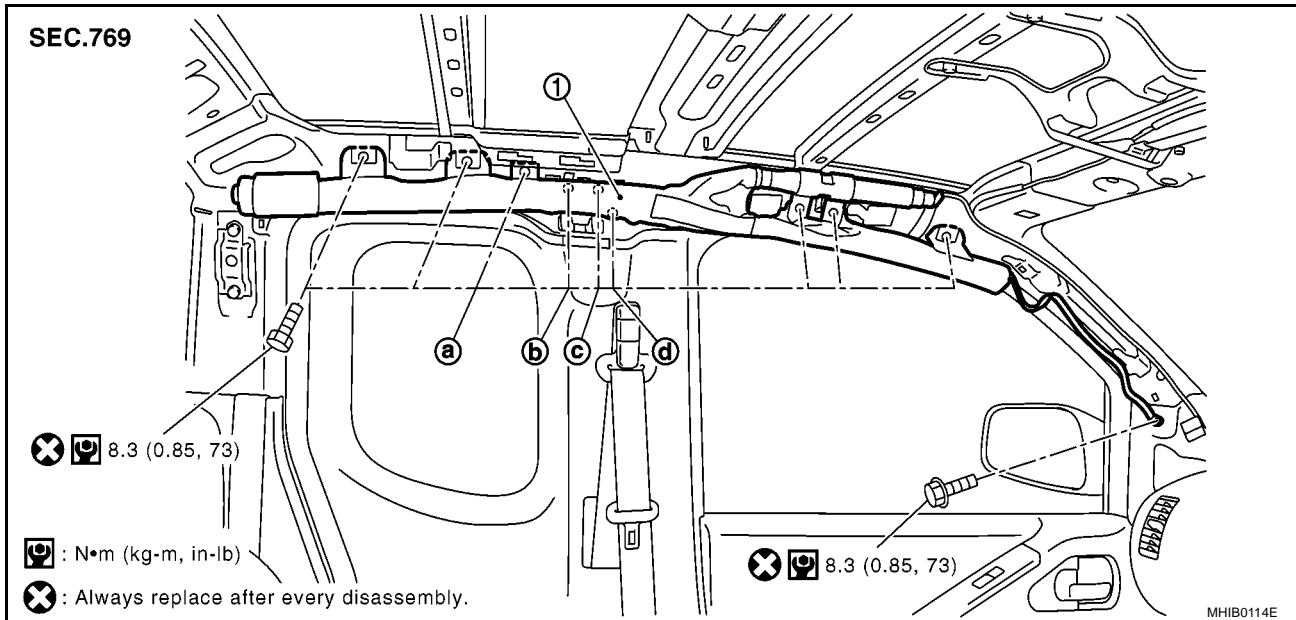 SEC.769
1
a
b
c
d
8.3 (0.85, 73)
8.3 (0.85, 73)
: N•m (kg-m, in-lb)
: Always replace after every disassembly.
MHIB0114E